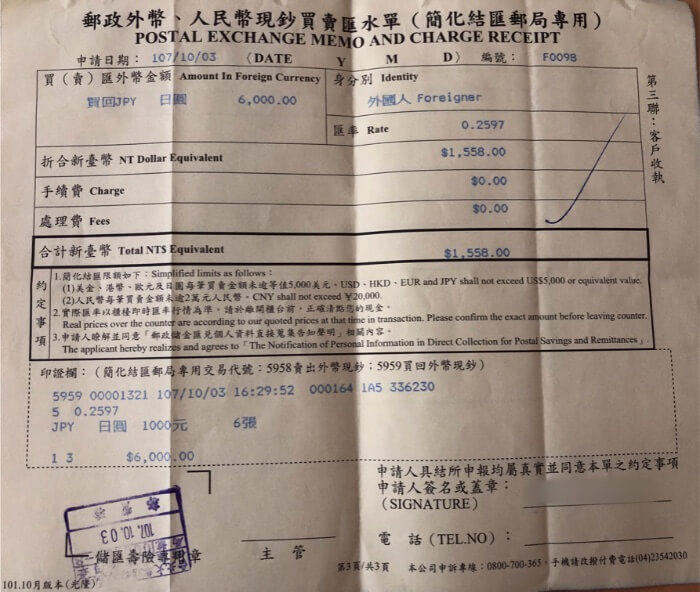 郵政外幣、人民幣現鈔買賣匯水單（簡化結匯郵局專用）
POSTAL EXCHANGE MEMO AND CHARGE RECEIPT
申請日期：107/10/03 （DATE Y M D） 編號：F0098
買（賣）匯外幣金額 Amount In Foreign Currency 身分別 Identity
買回JPY 日圓 6,000.00 外國人 Foreigner
匯率 Rate 0.2597
折合新臺幣 NT Dollar Equivalent $1,558.00
手續費 Charge $0.00
處理費 Fees $0.00
合計新臺幣 Total NT$ Equivalent $1,558.00
第三聯：客戶收執
約定事項
1.簡化結匯限額如下：Simplified limits as follows：
(1)美金、港幣、歐元及日圓每筆買賣金額未逾等值5,000美元。USD、HKD、EUR and JPY shall not exceed US$5,000 or equivalent value.
(2)人民幣每筆買賣金額未逾2萬元人民幣。CNY shall not exceed ￥20,000.
2.實際匯率以櫃檯即時匯率行情為準。請於離開櫃台前，正確清點您的現金。
Real prices over the counter are according to our quoted prices at that time in transaction. Please confirm the exact amount before leaving counter.
3.申請人瞭解並同意「郵政儲金匯兌個人資料直接蒐集告知聲明」相關內容。
The applicant hereby realizes and agrees to「The Notification of Personal Information in Direct Collection for Postal Savings and Remittances」.
印證欄：（簡化結匯郵局專用交易代號：5958賣出外幣現鈔；5959買回外幣現鈔）
5959 00001321 107/10/03 16:29:52 000164 1A5 336230
5 0.2597
JPY 日圓 1000元 6張
1 3 $6,000.00
申請人具結所申報均屬真實並同意本單之約定事項
申請人簽名或蓋章：
(SIGNATURE)
電 話（TEL.NO）：
107.10.03
儲匯壽險專用章
主 管
第3頁/共3頁 本公司申訴專線：0800-700-365，手機請改撥付費電話(04)23542030
101.10月版本(光隆)